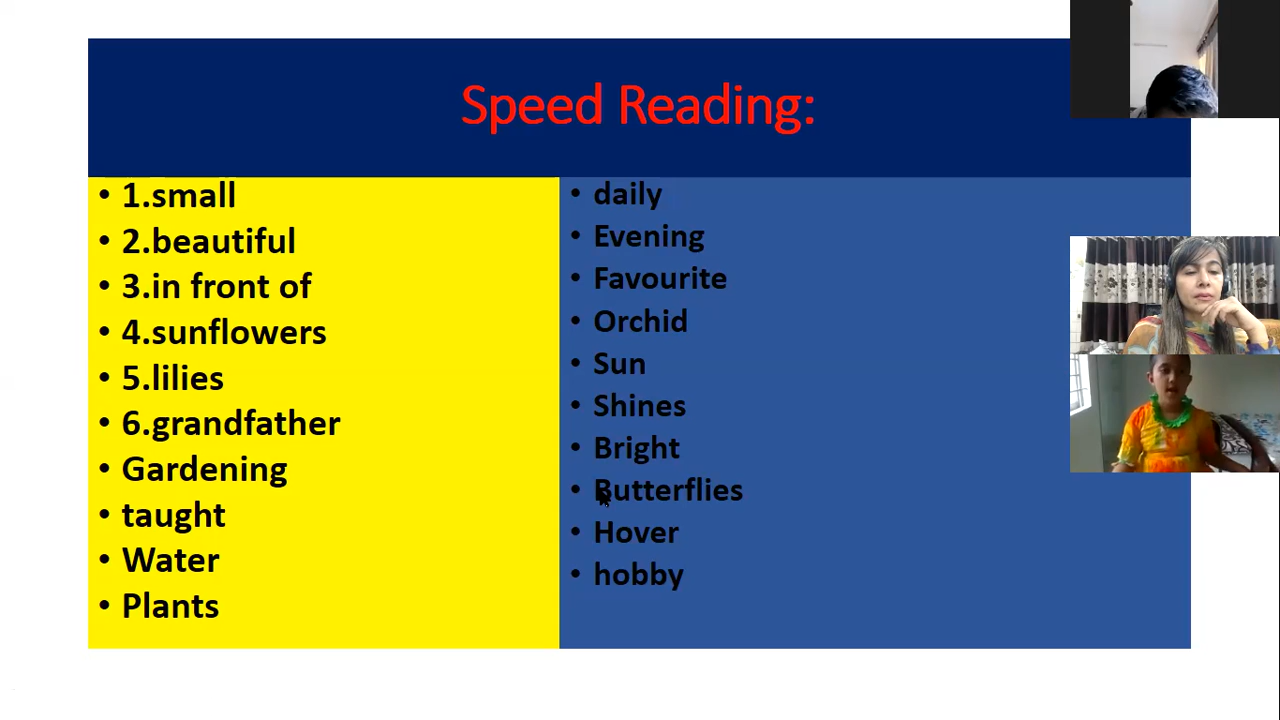 Speed Reading:
• 1.small
• 2.beautiful
• 3.in front of
• 4.sunflowers
• 5.lilies
• 6.grandfather
• Gardening
• taught
• Water
• Plants
• daily
• Evening
• Favourite
• Orchid
• Sun
• Shines
• Bright
• Butterflies
• Hover
• hobby